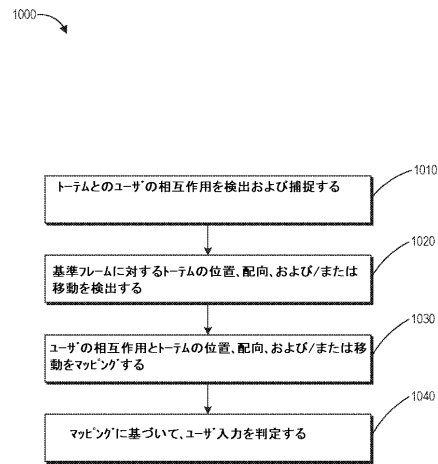 1000
トーテムとのユーザの相互作用を検出および捕捉する
1010
基準フレームに対するトーテムの位置、配向、および/または
移動を検出する
1020
ユーザの相互作用とトーテムの位置、配向、および/または移
動をマッピングする
1030
マッピングに基づいて、ユーザ入力を判定する
1040